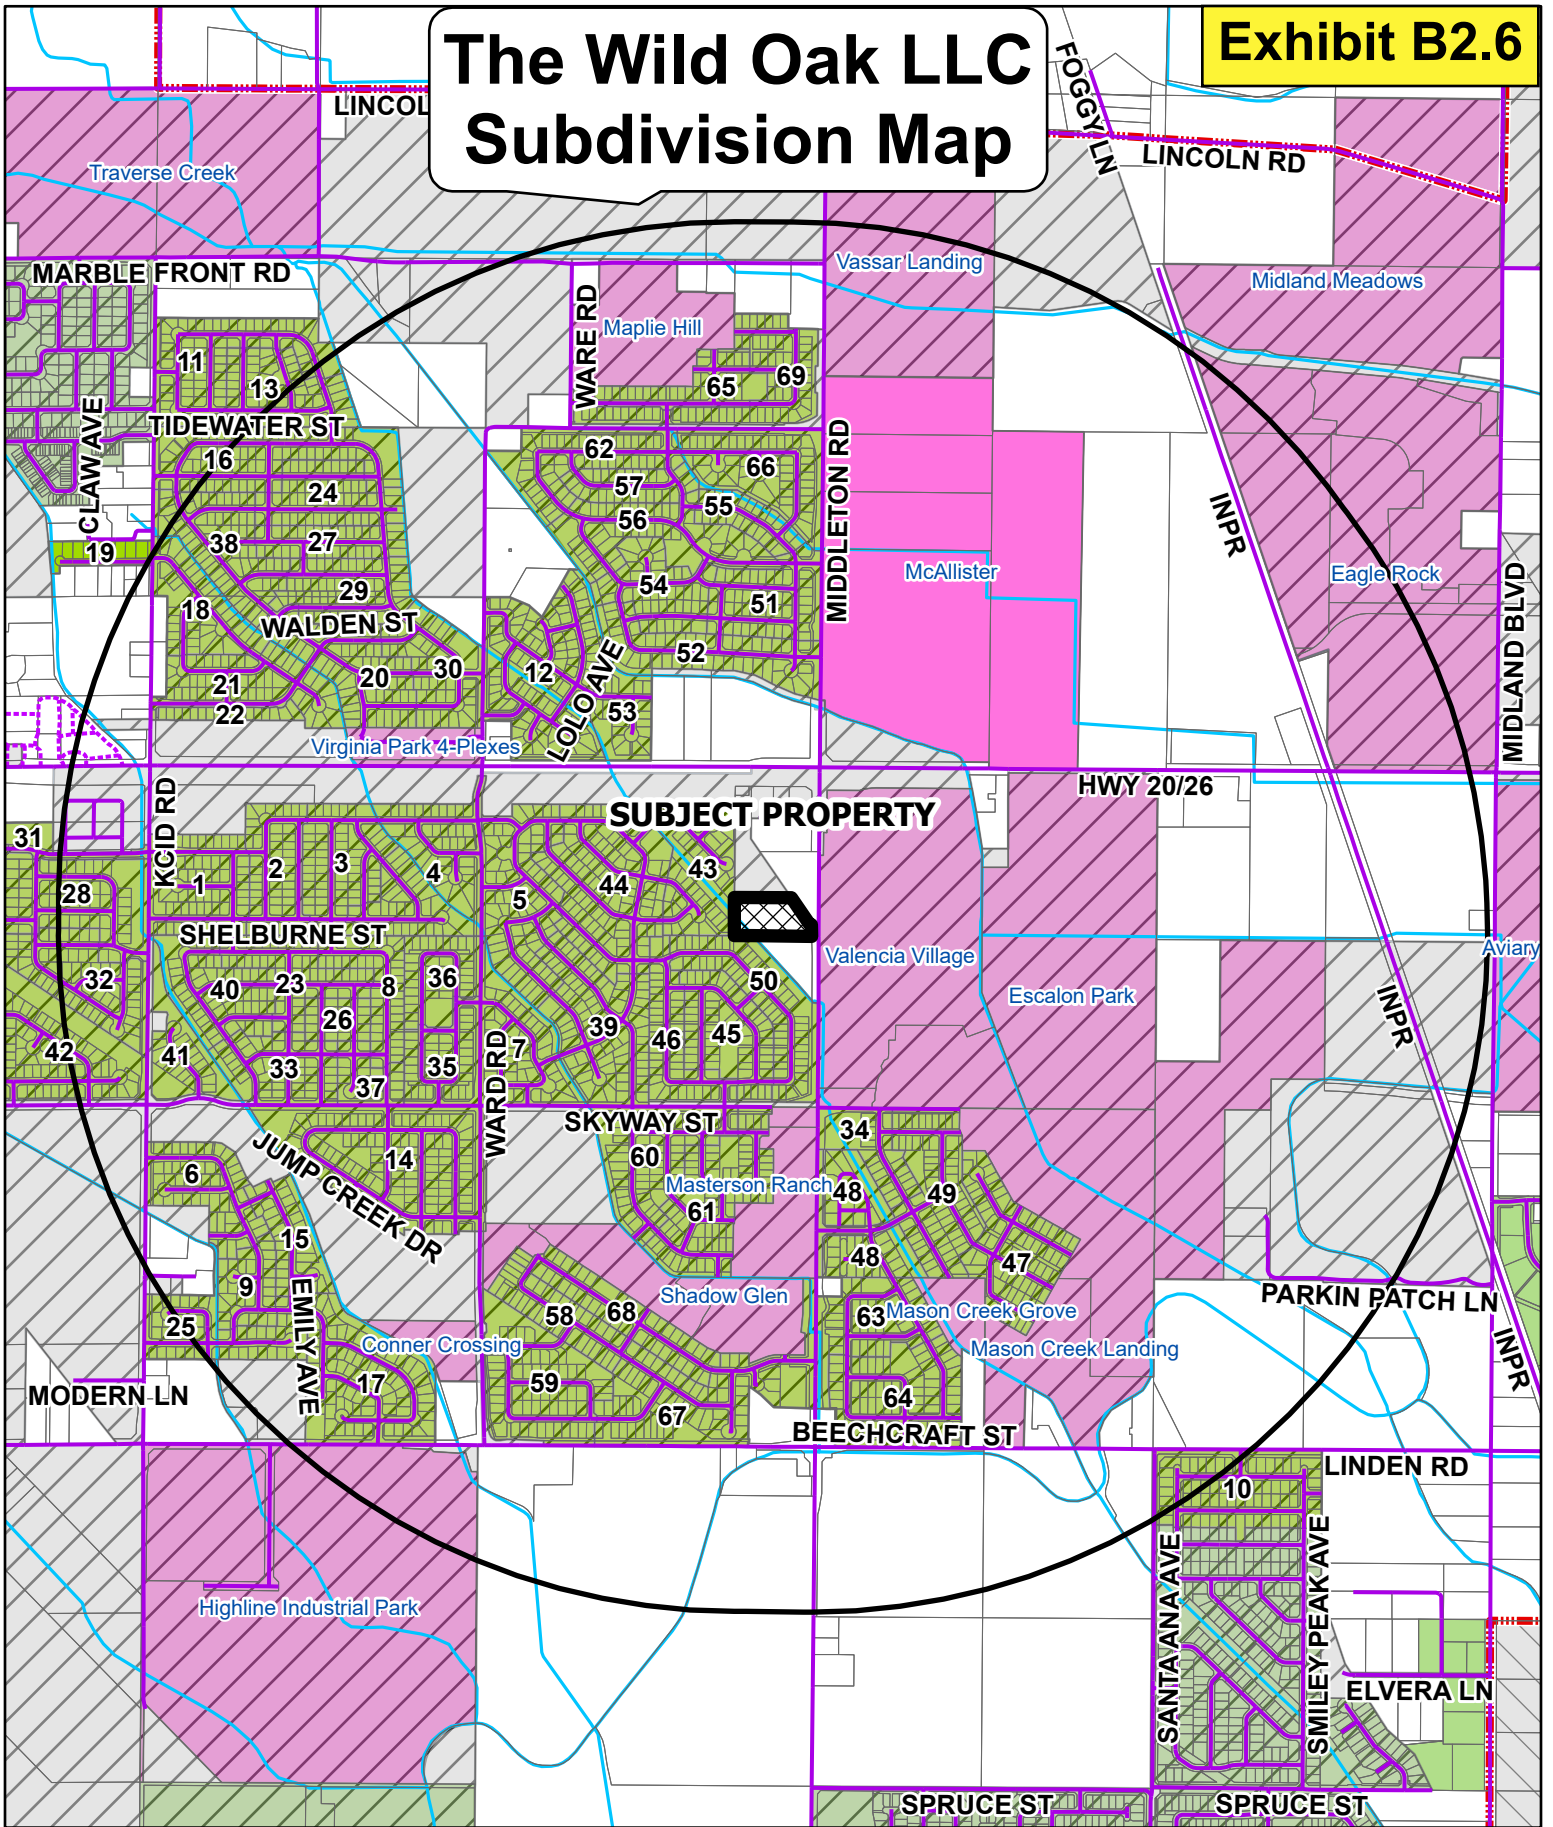 The Wild Oak LLC
Subdivision Map
Exhibit B2.6
LINCOL
FOGGY LN
LINCOLN RD
Traverse Creek
MARBLE FRONT RD
Vassar Landing
Midland Meadows
WARE RD
Maplie Hill
11
13
65
69
CLAW AVE
TIDEWATER ST
MIDDLETON RD
16
62
66
24
57
55
56
INPR
38
27
19
54
McAllister
Eagle Rock
MIDLAND BLVD
29
51
18
WALDEN ST
52
20
30
12
LOLO AVE
21
22
53
Virginia Park 4-Plexes
HWY 20/26
KCID RD
SUBJECT PROPERTY
31
2
3
4
43
28
1
5
44
SHELBURNE ST
Valencia Village
Aviary
32
40
23
8
36
50
Escalon Park
INPR
26
39
46
45
42
41
33
37
35
7
WARD RD
SKYWAY ST
34
JUMP CREEK DR
14
60
6
Masterson Ranch
48
49
61
15
48
47
9
EMILY AVE
Shadow Glen
PARKIN PATCH LN
25
58
68
63
Mason Creek Grove
Conner Crossing
Mason Creek Landing
INPR
17
59
64
MODERN LN
67
BEECHCRAFT ST
LINDEN RD
10
SANTA ANA AVE
SMILEY PEAK AVE
Highline Industrial Park
ELVERA LN
SPRUCE ST
SPRUCE ST